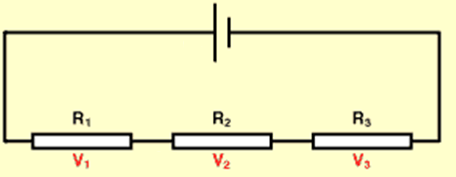 R₁ R₂ R₃
V₁ V₂ V₃